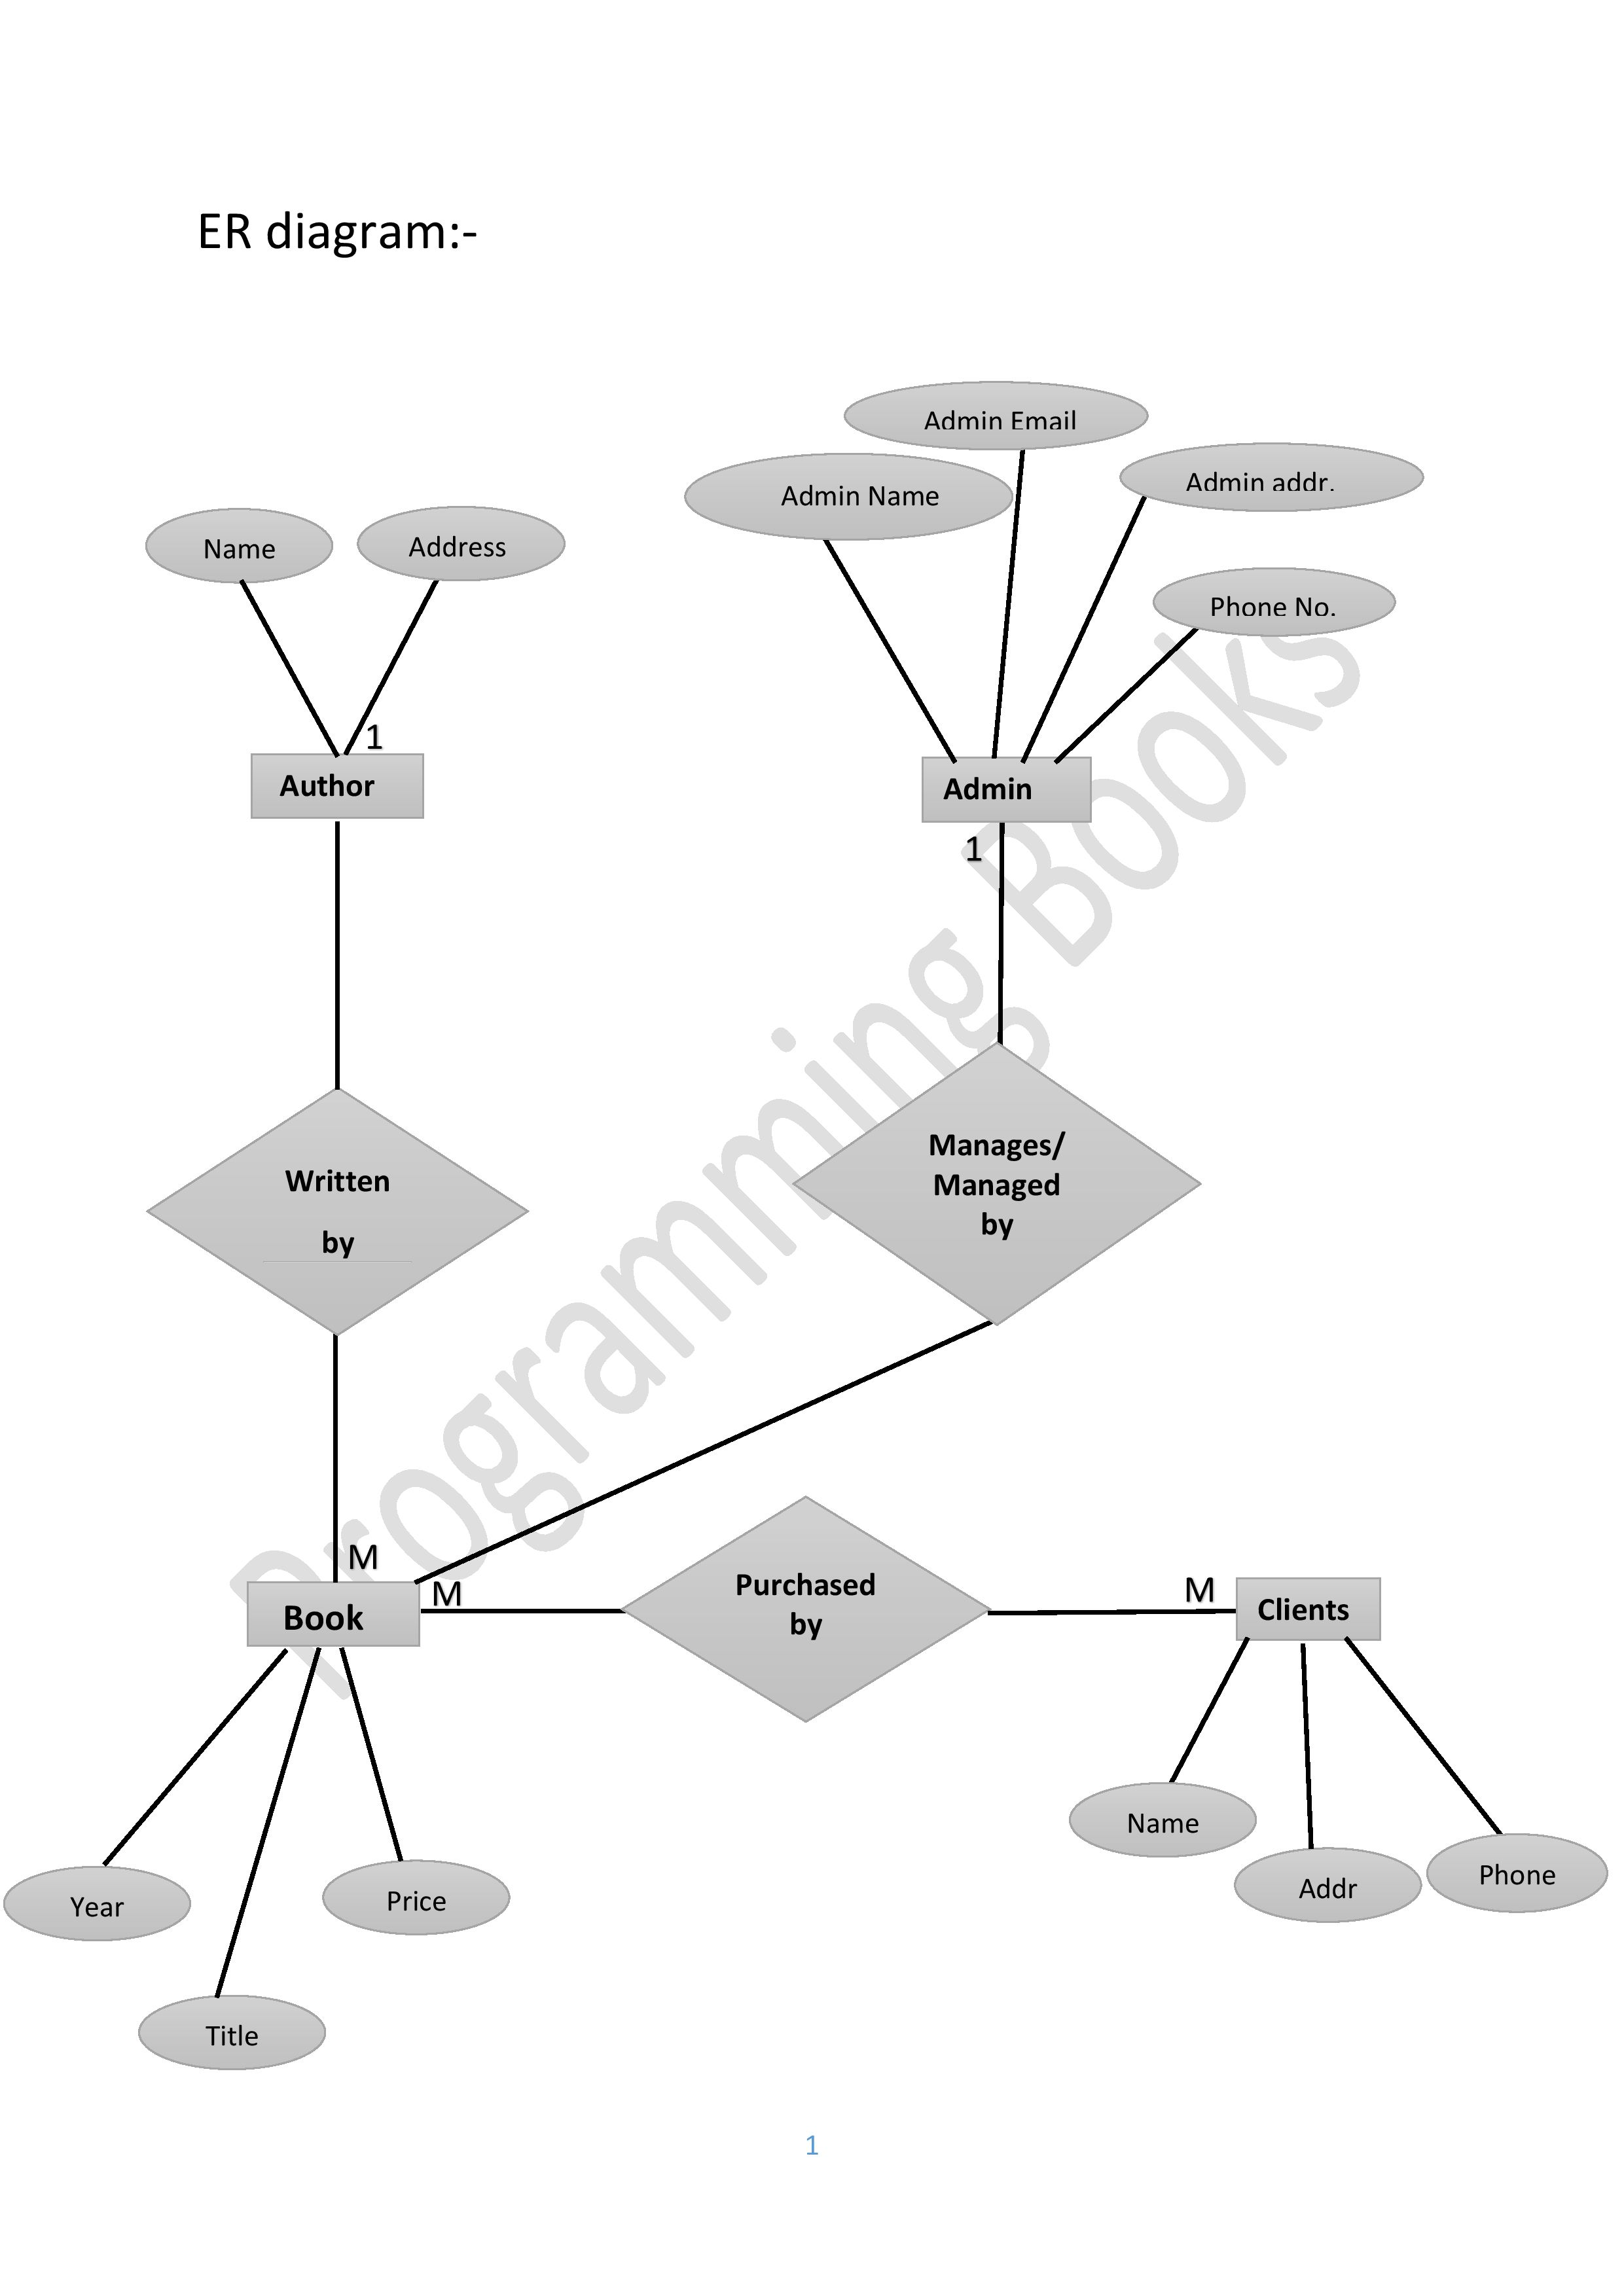 ER diagram:-
Admin Email
Admin addr.
Admin Name
Name
Address
Phone No.
1
Author
Admin
1
Manages/
Managed
by
Written
by
M
M
Book
Purchased
by
M
Clients
Name
Addr
Phone
Year
Price
Title
1
Programming Books